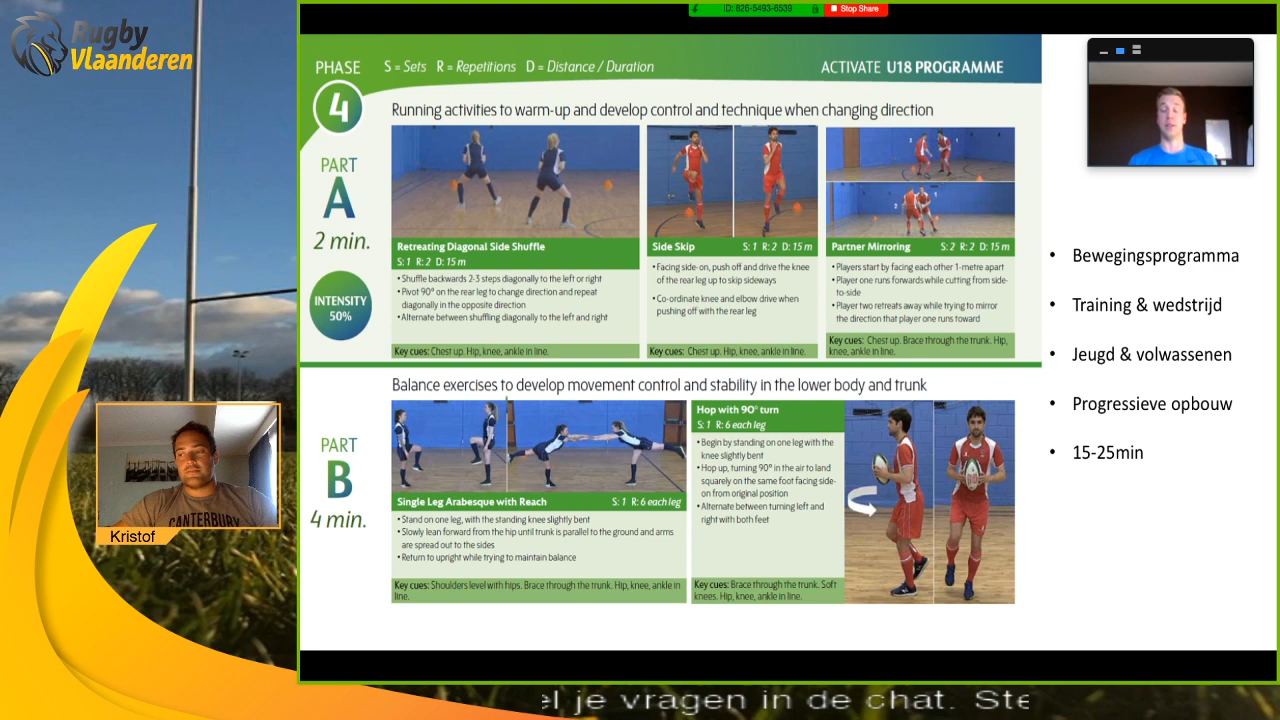 Rugby
Vlaanderen
ID: 826-5493-6539
Stop Share
PHASE
4
S = Sets R = Repetitions D = Distance / Duration
ACTIVATE U18 PROGRAMME
Running activities to warm-up and develop control and technique when changing direction
PART
A
2 min.
INTENSITY
50%
Retreating Diagonal Side Shuffle
S: 1 R: 2 D: 15 m
• Shuffle backwards 2-3 steps diagonally to the left or right
• Pivot 90° on the rear leg to change direction and repeat
diagonally in the opposite direction
• Alternate between shuffling diagonally to the left and right
Key cues: Chest up. Hip, knee, ankle in line.
Side Skip S: 1 R: 2 D: 15 m
• Facing side-on, push off and drive the knee
of the rear leg up to skip sideways
• Co-ordinate knee and elbow drive when
pushing off with the rear leg
Key cues: Chest up. Hip, knee, ankle in line.
Partner Mirroring S: 2 R: 2 D: 15 m
• Players start by facing each other 1-metre apart
• Player one runs forwards while cutting from side-
to-side
• Player two retreats away while trying to mirror
the direction that player one runs toward
Key cues: Chest up. Brace through the trunk. Hip,
knee, ankle in line.
Balance exercises to develop movement control and stability in the lower body and trunk
PART
B
4 min.
Single Leg Arabesque with Reach S: 1 R: 6 each leg
• Stand on one leg, with the standing knee slightly bent
• Slowly lean forward from the hip until trunk is parallel to the ground and arms
are spread out to the sides
• Return to upright while trying to maintain balance
Key cues: Shoulders level with hips. Brace through the trunk. Hip, knee, ankle in
line.
Hop with 90° turn
S: 1 R: 6 each leg
• Begin by standing on one leg with the
knee slightly bent
• Hop up, turning 90° in the air to land
squarely on the same foot facing side-
on from original position
• Alternate between turning left and
right with both feet
Key cues: Brace through the trunk. Soft
knees. Hip, knee, ankle in line.
• Bewegingsprogramma
• Training & wedstrijd
• Jeugd & volwassenen
• Progressieve opbouw
• 15-25min
CANTERBURY
Kristof
el je vragen in de chat. Ste